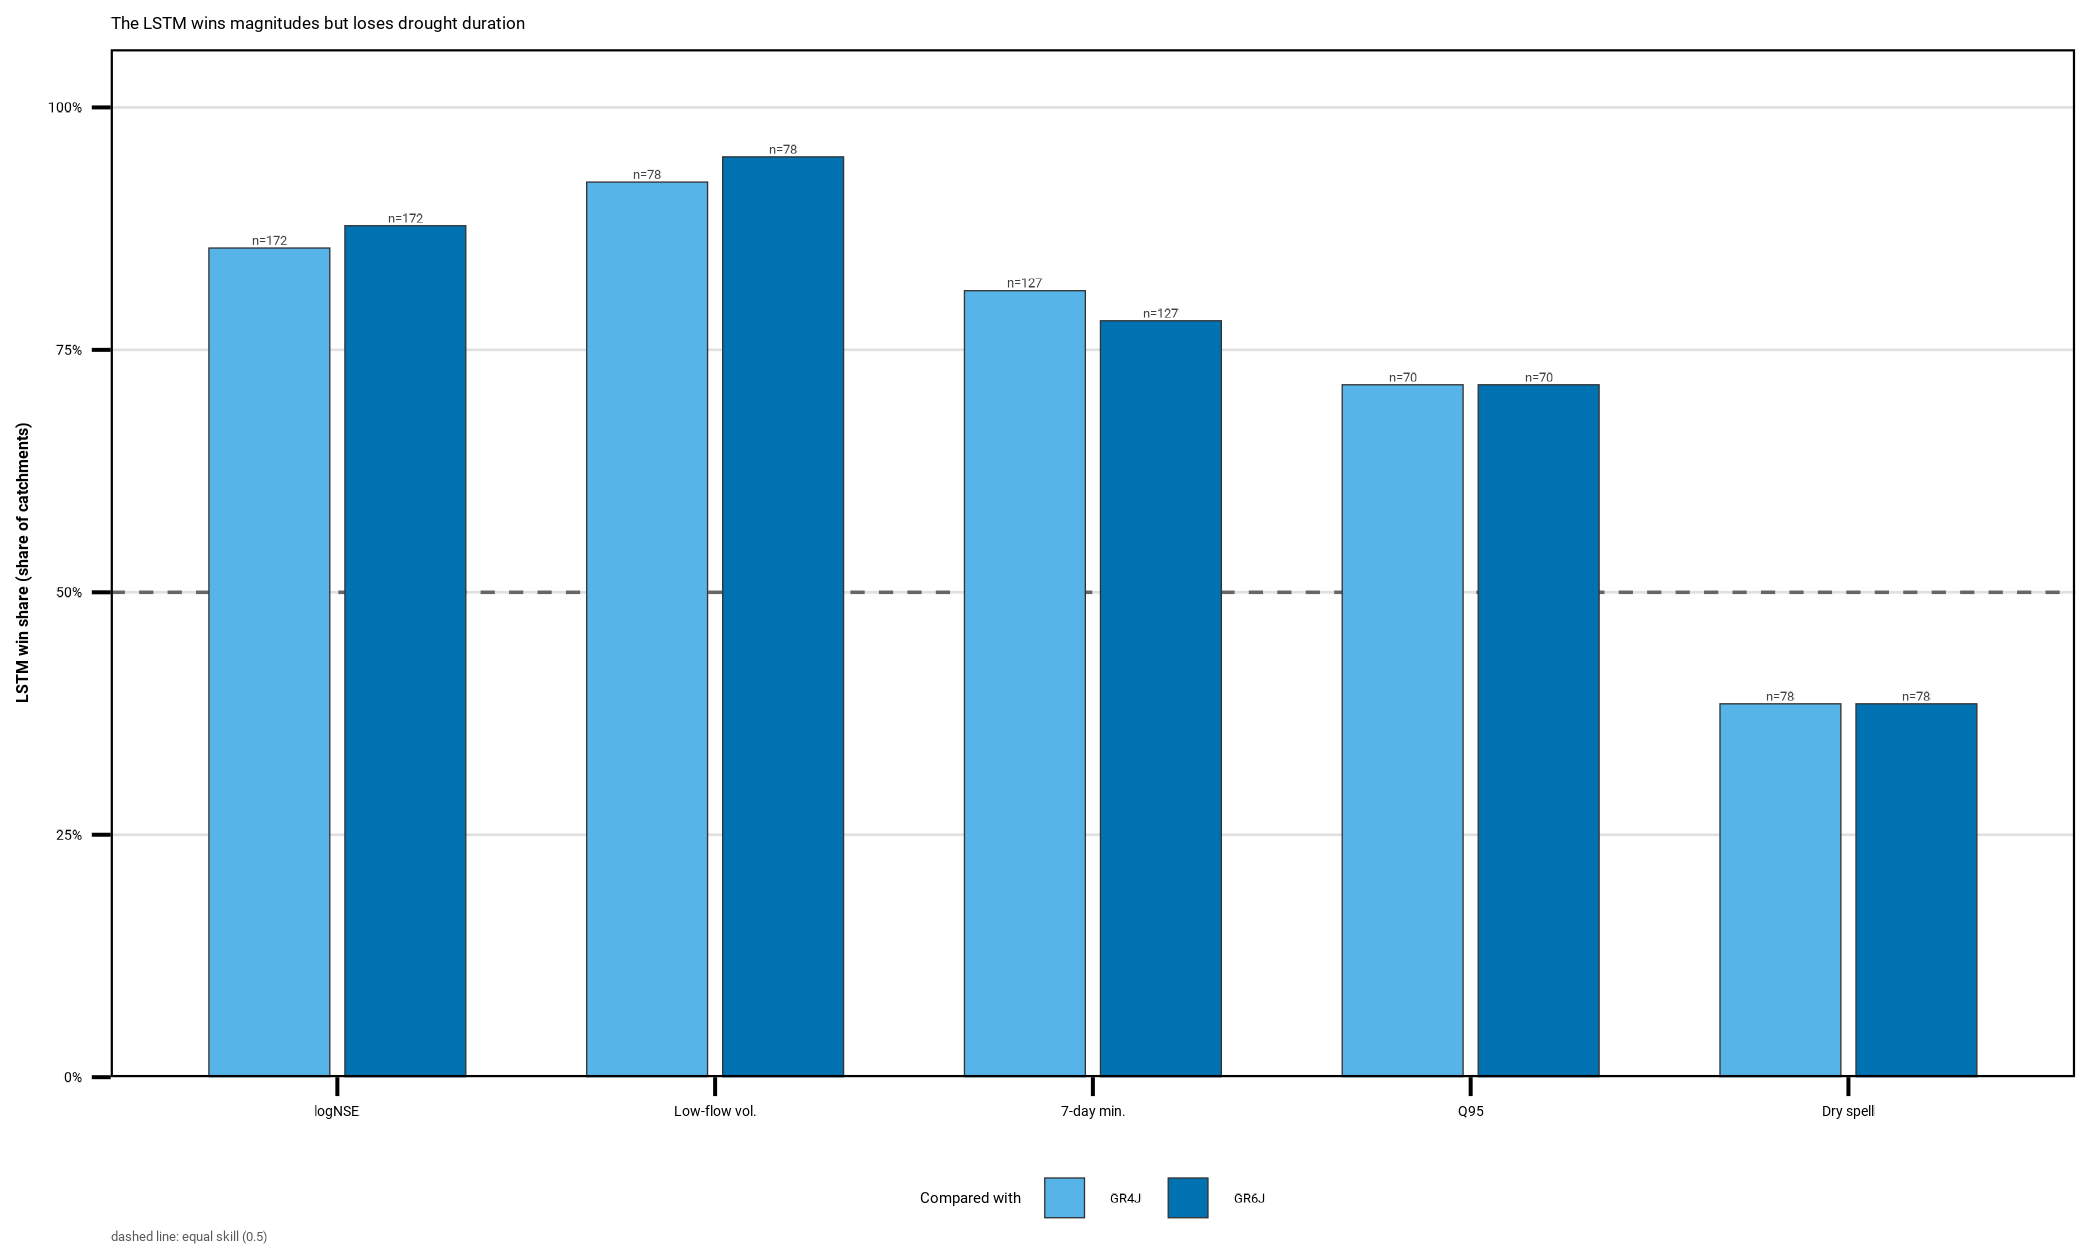 The LSTM wins magnitudes but loses drought duration
LSTM win share (share of catchments)
100%
75%
50%
25%
0%
n=172
n=172
n=78
n=78
n=127
n=127
n=70
n=70
n=78
n=78
logNSE
Low-flow vol.
7-day min.
Q95
Dry spell
Compared with
GR4J
GR6J
dashed line: equal skill (0.5)